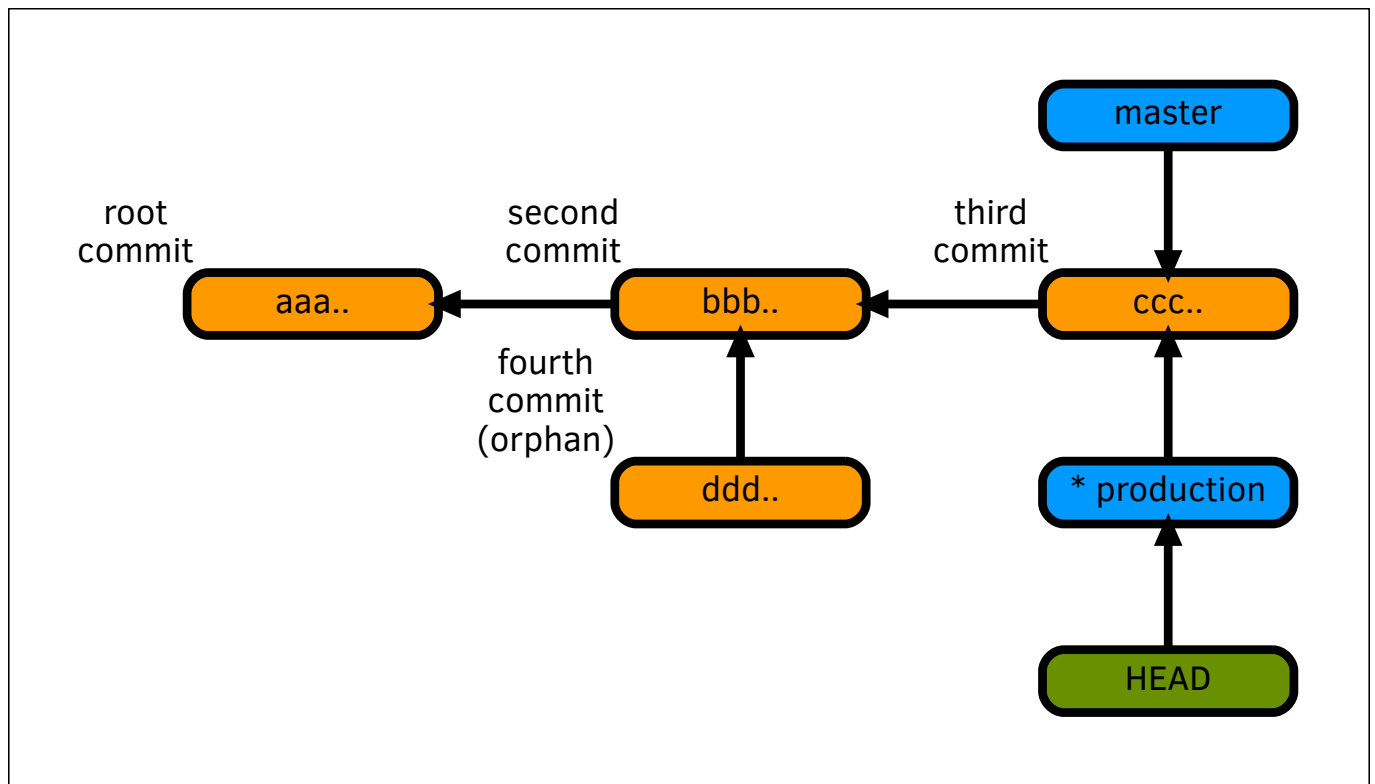 master
root
commit
second
commit
third
commit
aaa..
bbb..
ccc..
fourth
commit
(orphan)
ddd..
* production
HEAD